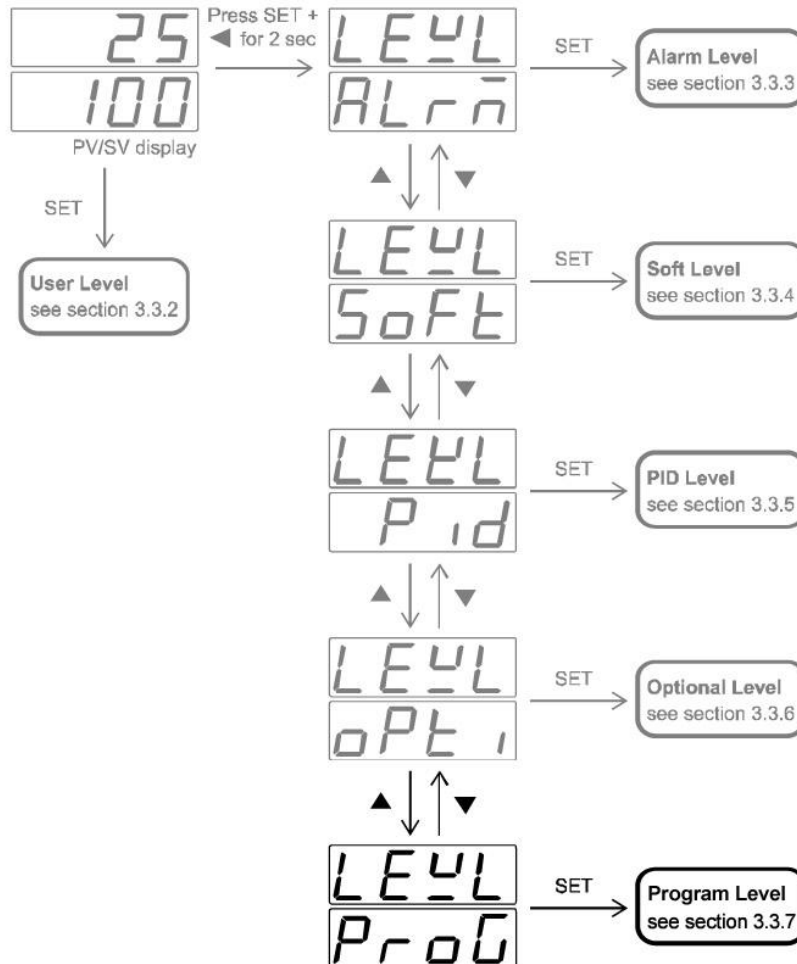 25
100
PV/SV display
Press SET +
◀ for 2 sec
SET
User Level
see section 3.3.2
LEVL
ALrm
SET
Alarm Level
see section 3.3.3
▲ ▼
LEVL
SoFt
SET
Soft Level
see section 3.3.4
▲ ▼
LEVL
Pid
SET
PID Level
see section 3.3.5
▲ ▼
LEVL
oPti
SET
Optional Level
see section 3.3.6
▲ ▼
LEVL
ProG
SET
Program Level
see section 3.3.7